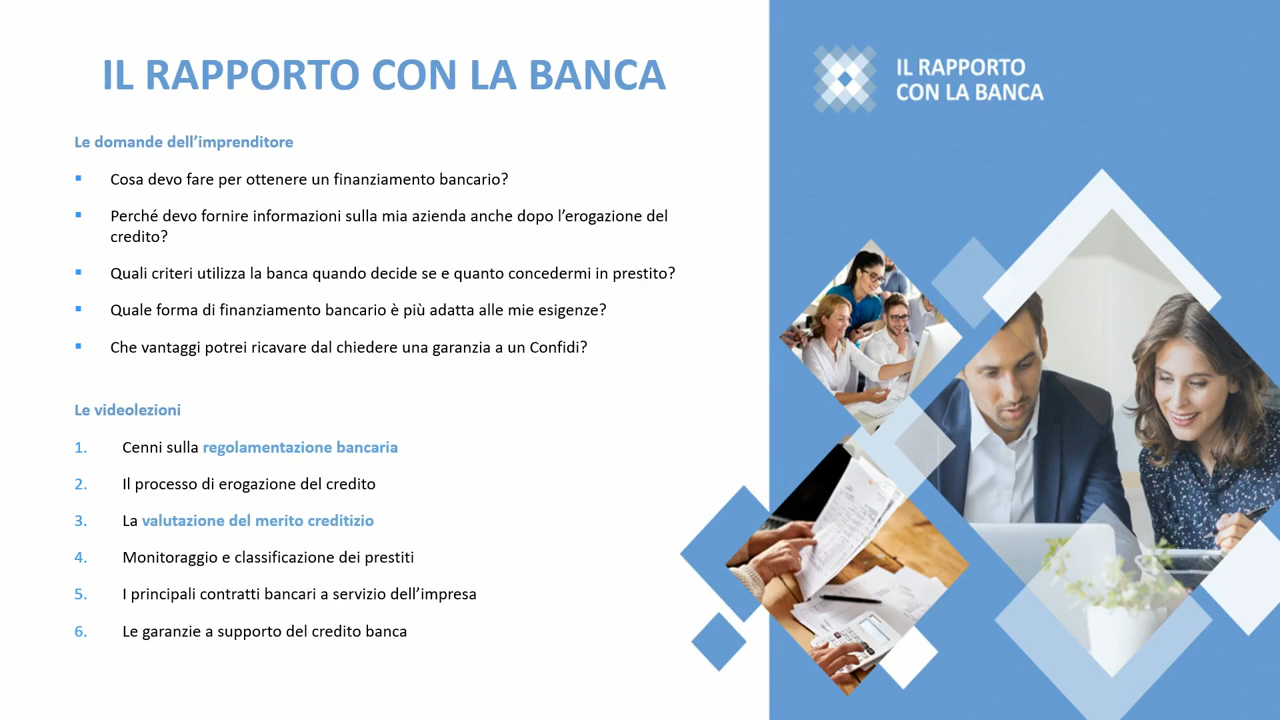 IL RAPPORTO CON LA BANCA
Le domande dell'imprenditore
▪ Cosa devo fare per ottenere un finanziamento bancario?
▪ Perché devo fornire informazioni sulla mia azienda anche dopo l'erogazione del
credito?
▪ Quali criteri utilizza la banca quando decide se e quanto concedermi in prestito?
▪ Quale forma di finanziamento bancario è più adatta alle mie esigenze?
▪ Che vantaggi potrei ricavare dal chiedere una garanzia a un Confidi?
Le videolezioni
1. Cenni sulla regolamentazione bancaria
2. Il processo di erogazione del credito
3. La valutazione del merito creditizio
4. Monitoraggio e classificazione dei prestiti
5. I principali contratti bancari a servizio dell'impresa
6. Le garanzie a supporto del credito banca
IL RAPPORTO
CON LA BANCA